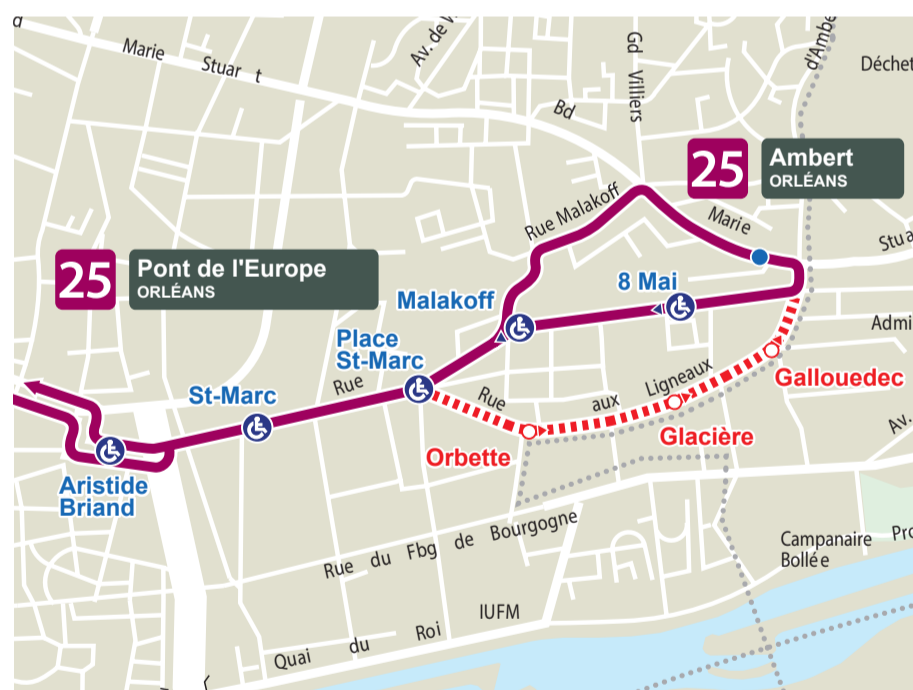 Marie Stuar t
Av. de V
Gd Villiers
d'Ambe
Déchet
Bd
25
Ambert
ORLÉANS
Rue Malakoff
Marie
Stua
25
Pont de l'Europe
ORLÉANS
8 Mai
Malakoff
Place
St-Marc
Admi
Rue
Rue aux Ligneaux
Gallouedec
St-Marc
Av.
Orbette
Glacière
Aristide
Briand
Rue du Fbg de Bourgogne
Campanaire
Bollée
Pro
IUFM
Quai du Roi